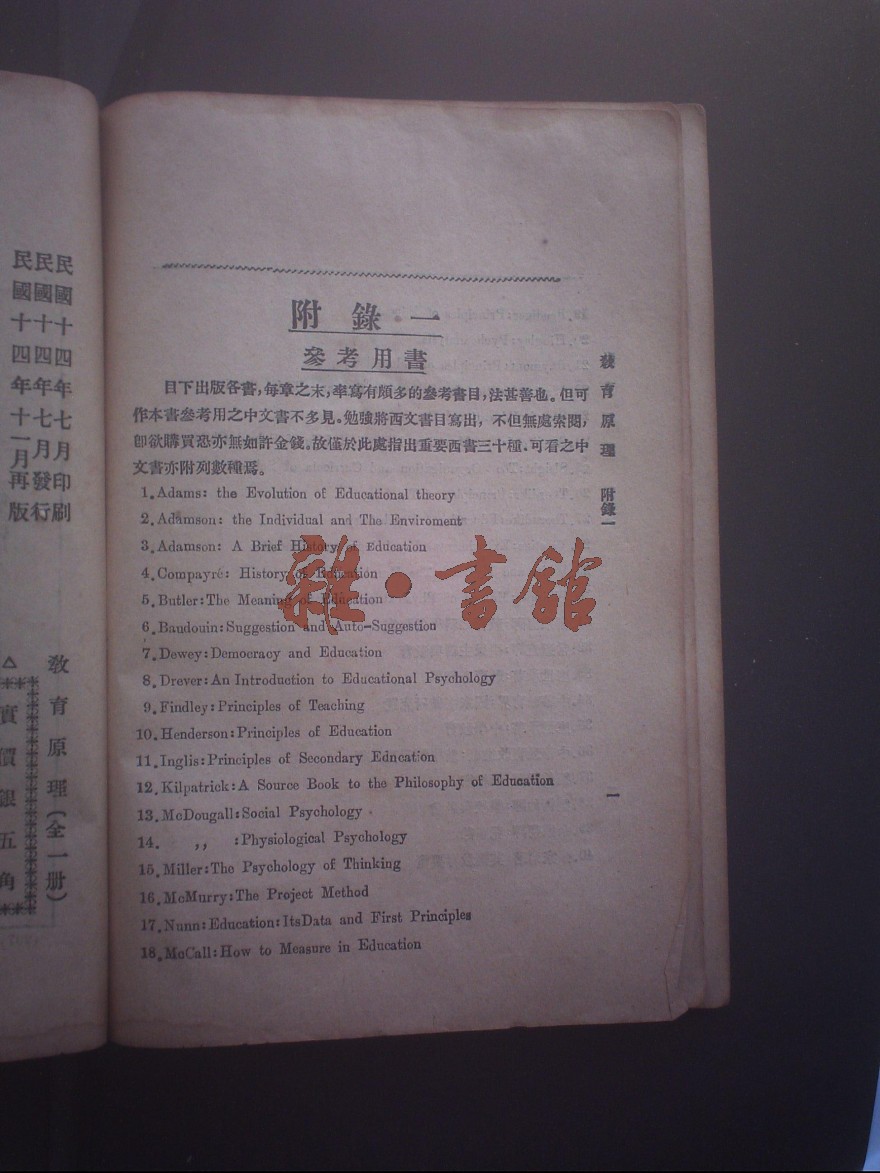 附錄一
參考用書
目下出版各書，每章之末，率寫有頗多的參考書目，法甚善也。但可
作本書參考用之中文書不多見。勉強將西文書目寫出，不但無處索閱，
卽欲購買恐亦無如許金錢。故僅於此處指出重要西書三十種、可看之中
文書亦附列數種焉。
1. Adams: the Evolution of Educational theory
2. Adamson: the Individual and The Enviroment
3. Adamson: A Brief History of Education
4. Compayré: History of Education
5. Butler: The Meaning of Education
6. Baudouin: Suggestion and Auto-Suggestion
7. Dewey: Democracy and Education
8. Drever: An Introduction to Educational Psychology
9. Findley: Principles of Teaching
10. Henderson: Principles of Education
11. Inglis: Principles of Secondary Edncation
12. Kilpatrick: A Source Book to the Philosophy of Education
13. McDougall: Social Psychology
14. ,, : Physiological Psychology
15. Miller: The Psychology of Thinking
16. McMurry: The Project Method
17. Nunn: Education: ItsData and First Principles
18. McCall: How to Measure in Education
教育原理 附錄一
一
雜·書館
民國十四年七月印刷
民國十四年七月發行
民國十四年十一月再版
教育原理(全一册)
△實價銀五角